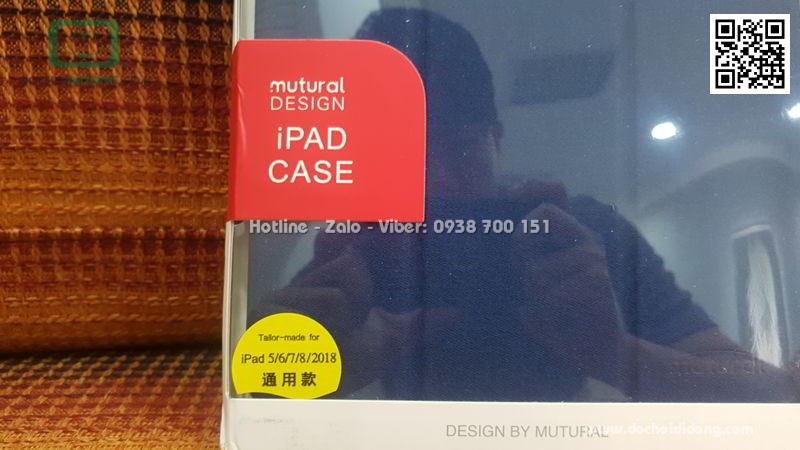 mutural
DESIGN
iPAD
CASE
Hotline - Zalo - Viber: 0938 700 151
Tailor-made for
iPad 5/6/7/8/2018
通用款
DESIGN BY MUTURAL
www.dochoididong.com